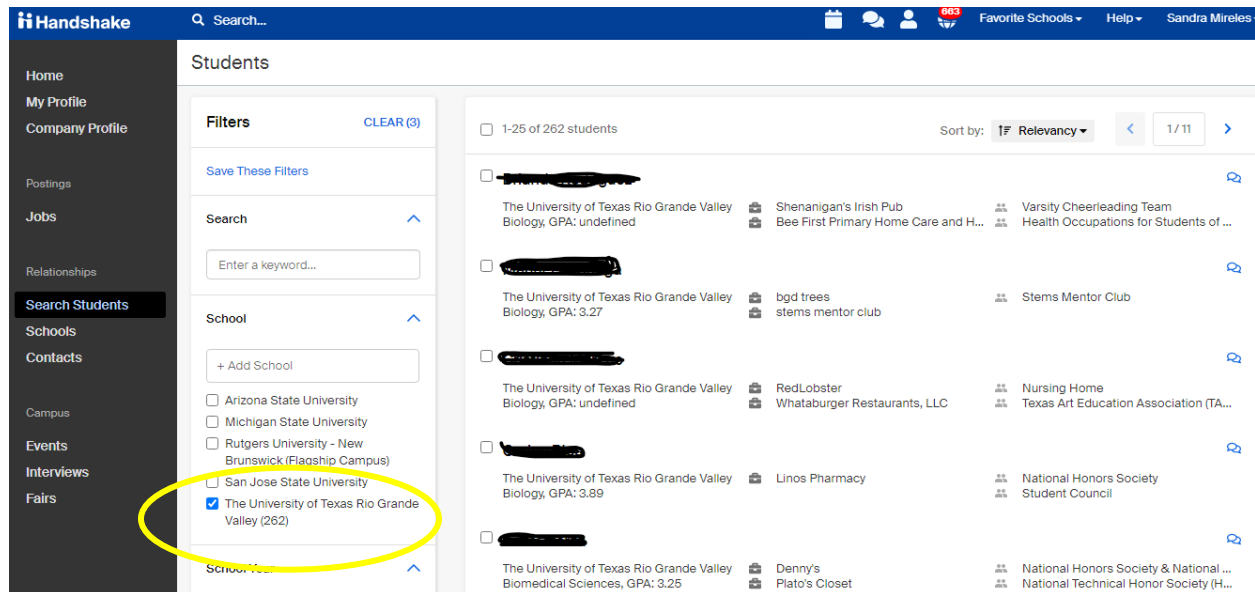 Handshake
Search...
663
Favorite Schools
Help
Sandra Mireles
Home
My Profile
Company Profile
Postings
Jobs
Relationships
Search Students
Schools
Contacts
Campus
Events
Interviews
Fairs
Students
Filters
CLEAR (3)
Save These Filters
Search
Enter a keyword...
School
+ Add School
Arizona State University
Michigan State University
Rutgers University - New
Brunswick (Flagship Campus)
San Jose State University
The University of Texas Rio Grande
Valley (262)
School Year
1-25 of 262 students
Sort by:
Relevancy
1 / 11
The University of Texas Rio Grande Valley
Biology, GPA: undefined
Shenanigan's Irish Pub
Bee First Primary Home Care and H...
Varsity Cheerleading Team
Health Occupations for Students of ...
The University of Texas Rio Grande Valley
Biology, GPA: 3.27
bgd trees
stems mentor club
Stems Mentor Club
The University of Texas Rio Grande Valley
Biology, GPA: undefined
RedLobster
Whataburger Restaurants, LLC
Nursing Home
Texas Art Education Association (TA...
The University of Texas Rio Grande Valley
Biology, GPA: 3.89
Linos Pharmacy
National Honors Society
Student Council
The University of Texas Rio Grande Valley
Biomedical Sciences, GPA: 3.25
Denny's
Plato's Closet
National Honors Society & National ...
National Technical Honor Society (H...